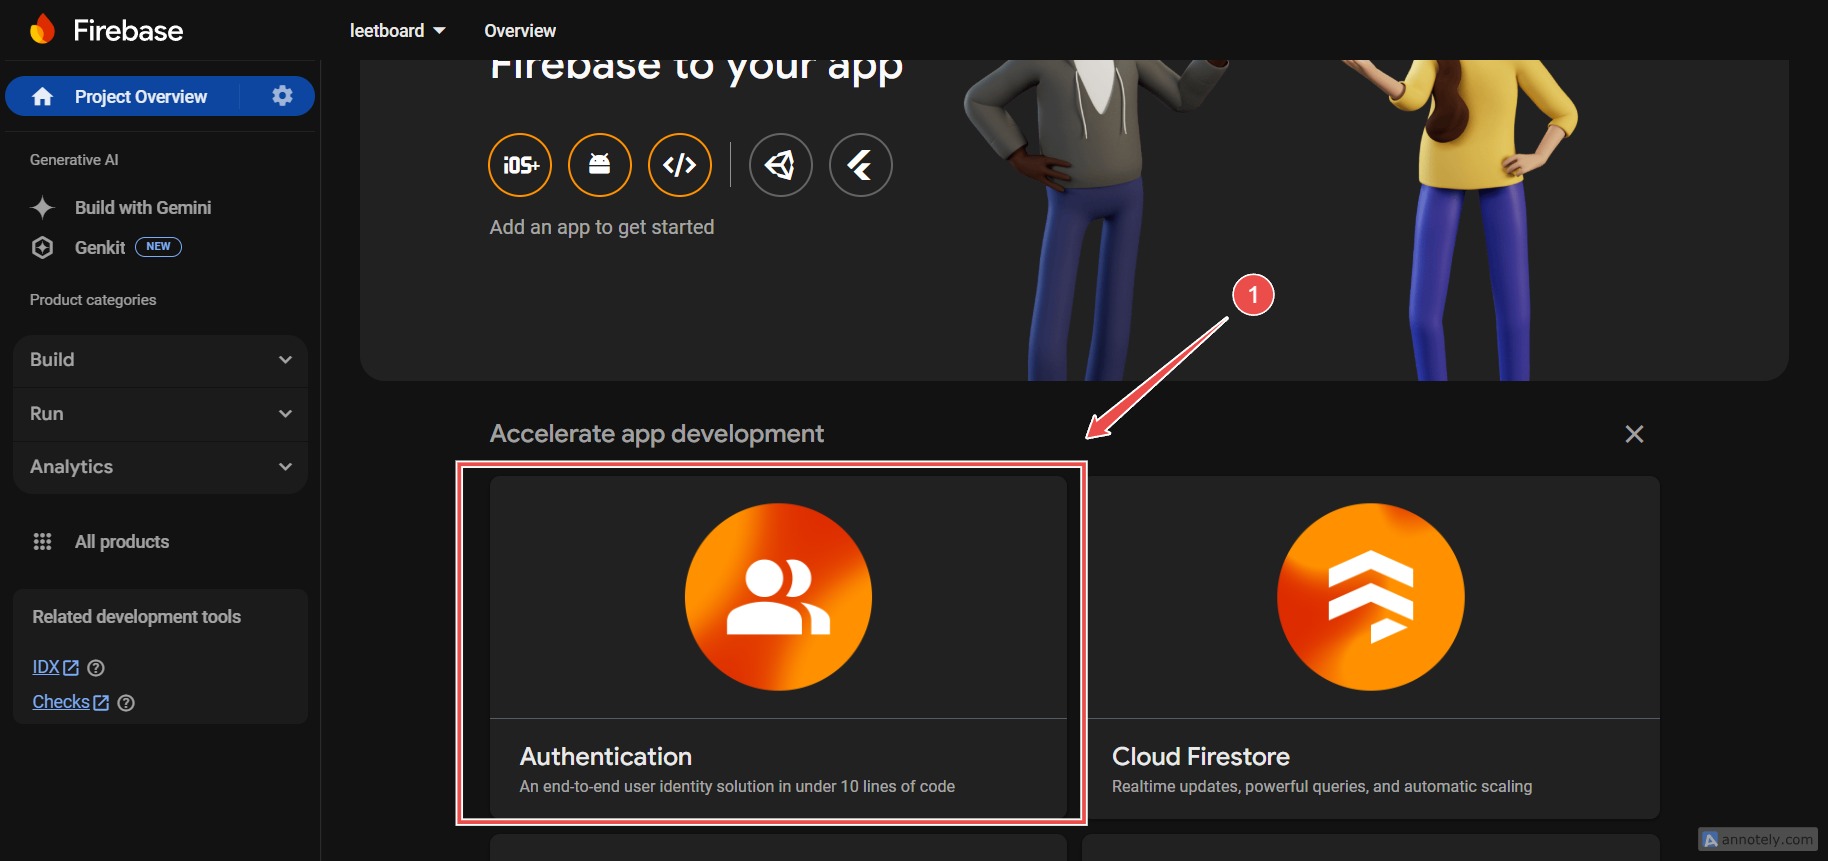 Firebase
leetboard
Overview
Project Overview
Generative AI
Build with Gemini
Genkit NEW
Product categories
Build
Run
Analytics
All products
Related development tools
IDX
Checks
Firebase to your app
iOS+
Add an app to get started
1
Accelerate app development
Authentication
An end-to-end user identity solution in under 10 lines of code
Cloud Firestore
Realtime updates, powerful queries, and automatic scaling
annotely.com